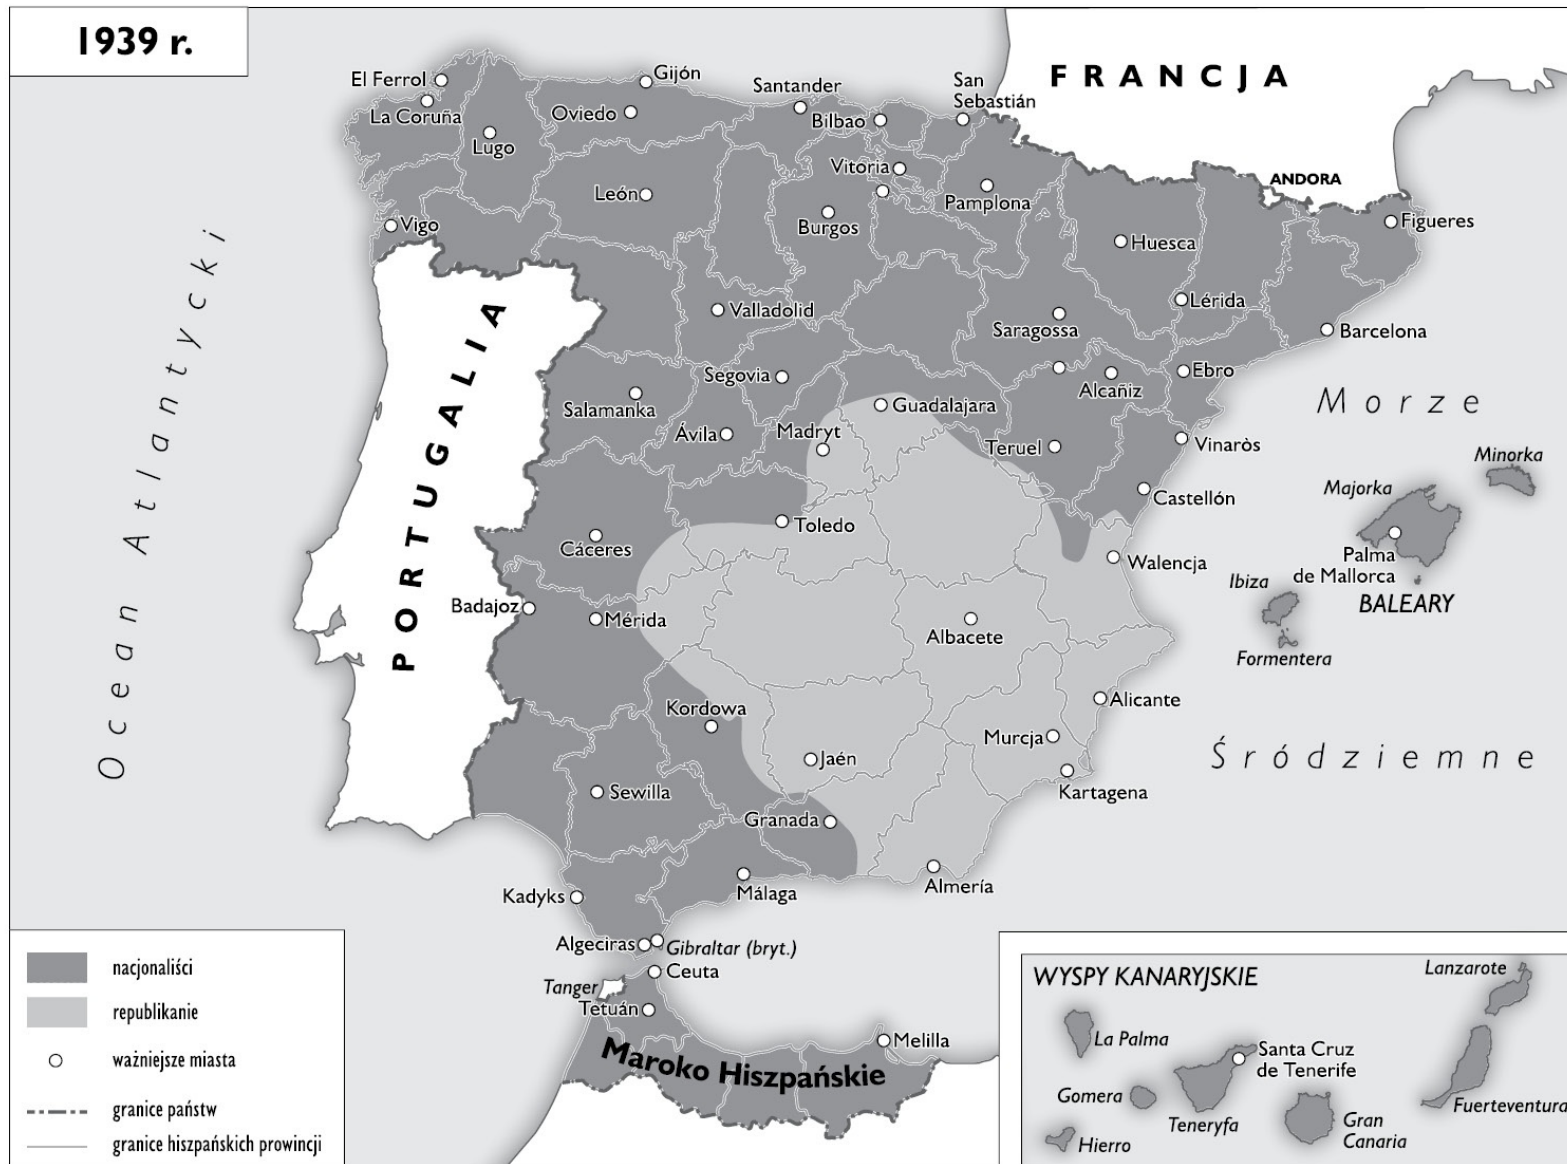 1939 r.
El Ferrol
La Coruña
Lugo
Vigo
Gijón
Oviedo
Santander
Bilbao
San
Sebastián
FRANCJA
Vitoria
León
Burgos
Pamplona
ANDORA
Figueres
Huesca
Valladolid
Saragossa
Lérida
Barcelona
Segovia
Salamanka
Ávila
Madryt
Guadalajara
Alcañiz
Ebro
Teruel
Vinaròs
Castellón
Morze
Śródziemne
Minorka
Majorka
Palma
de Mallorca
Ibiza
BALEARY
Formentera
Ocean Atlantycki
PORTUGALIA
Cáceres
Toledo
Walencja
Badajoz
Mérida
Albacete
Alicante
Kordowa
Murcja
Jaén
Kartagena
Sewilla
Granada
Almería
Málaga
Kadyks
Algeciras
Gibraltar (bryt.)
Ceuta
Tanger
Tetuán
Melilla
Maroko Hiszpańskie
nacjonaliści
republikanie
ważniejsze miasta
granice państw
granice hiszpańskich prowincji
WYSPY KANARYJSKIE
Lanzarote
La Palma
Santa Cruz
de Tenerife
Gomera
Teneryfa
Hierro
Gran
Canaria
Fuerteventura